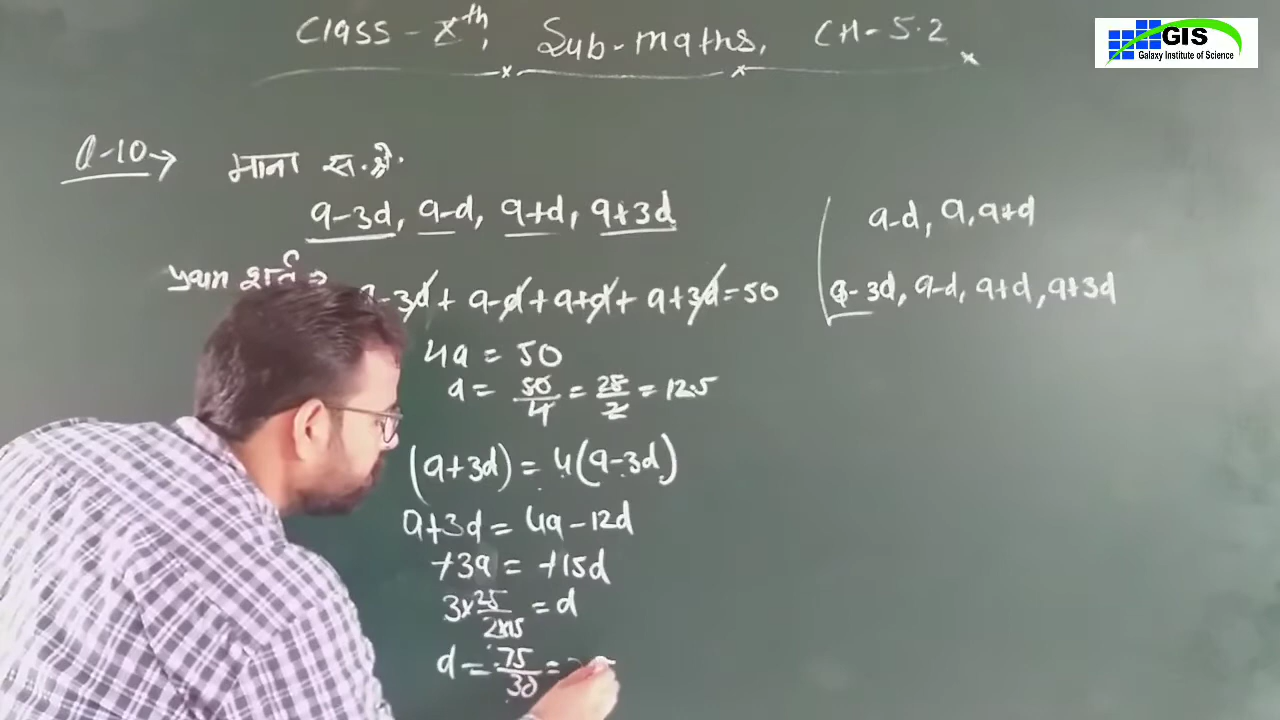 Class - Xth, Sub - maths, CH - 5.2
GIS
Galaxy Institute of Science
Q-10→ माना स.श्रे.
a-3d, a-d, a+d, a+3d
a-d, a, a+d
a-3d, a-d, a+d, a+3d
प्रथम शर्त ⇒ a-3d + a-d + a+d + a+3d = 50
4a = 50
a = 50/4 = 25/2 = 12.5
(a+3d) = 4(a-3d)
a+3d = 4a-12d
+3a = +15d
3×25/2×15 = d
d = 75/30 =